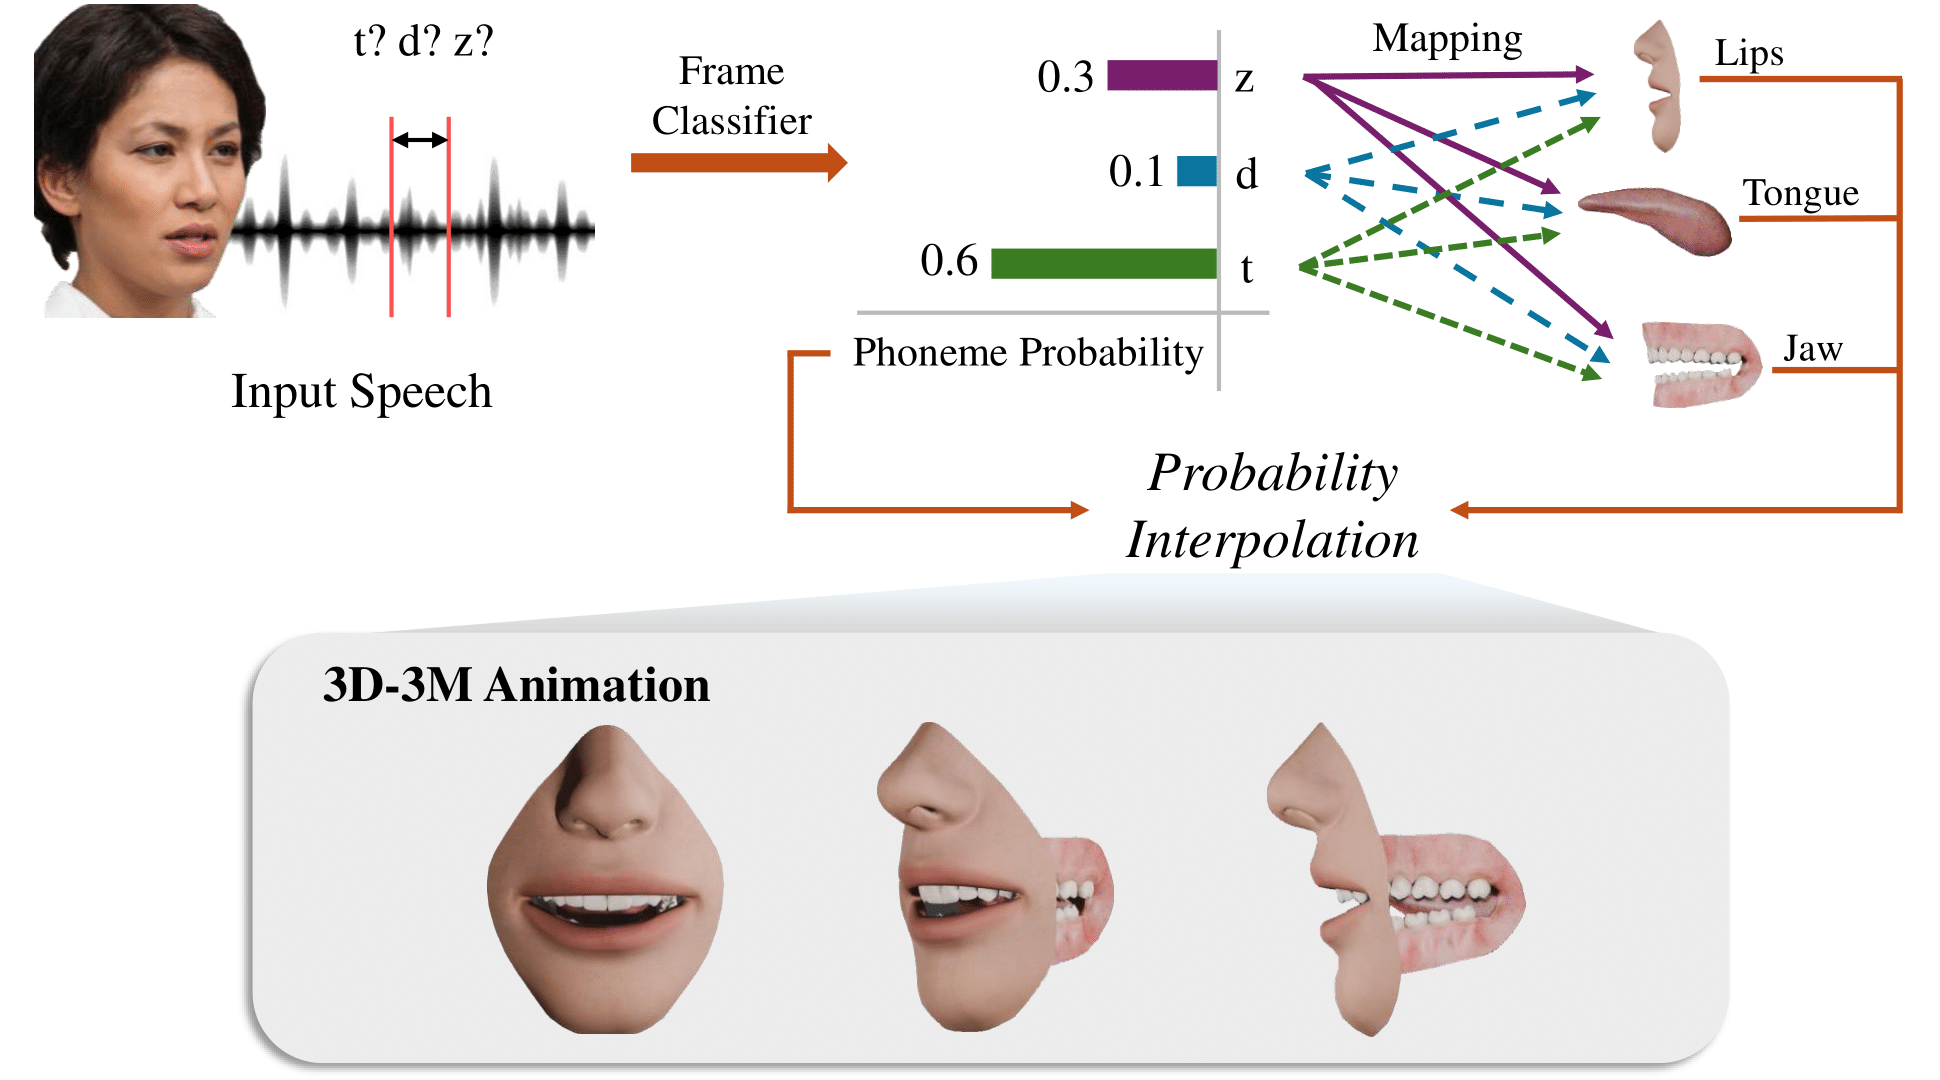 t? d? z?
Input Speech
Frame
Classifier
0.3
z
0.1
d
0.6
t
Phoneme Probability
Mapping
Lips
Tongue
Jaw
Probability
Interpolation
3D-3M Animation